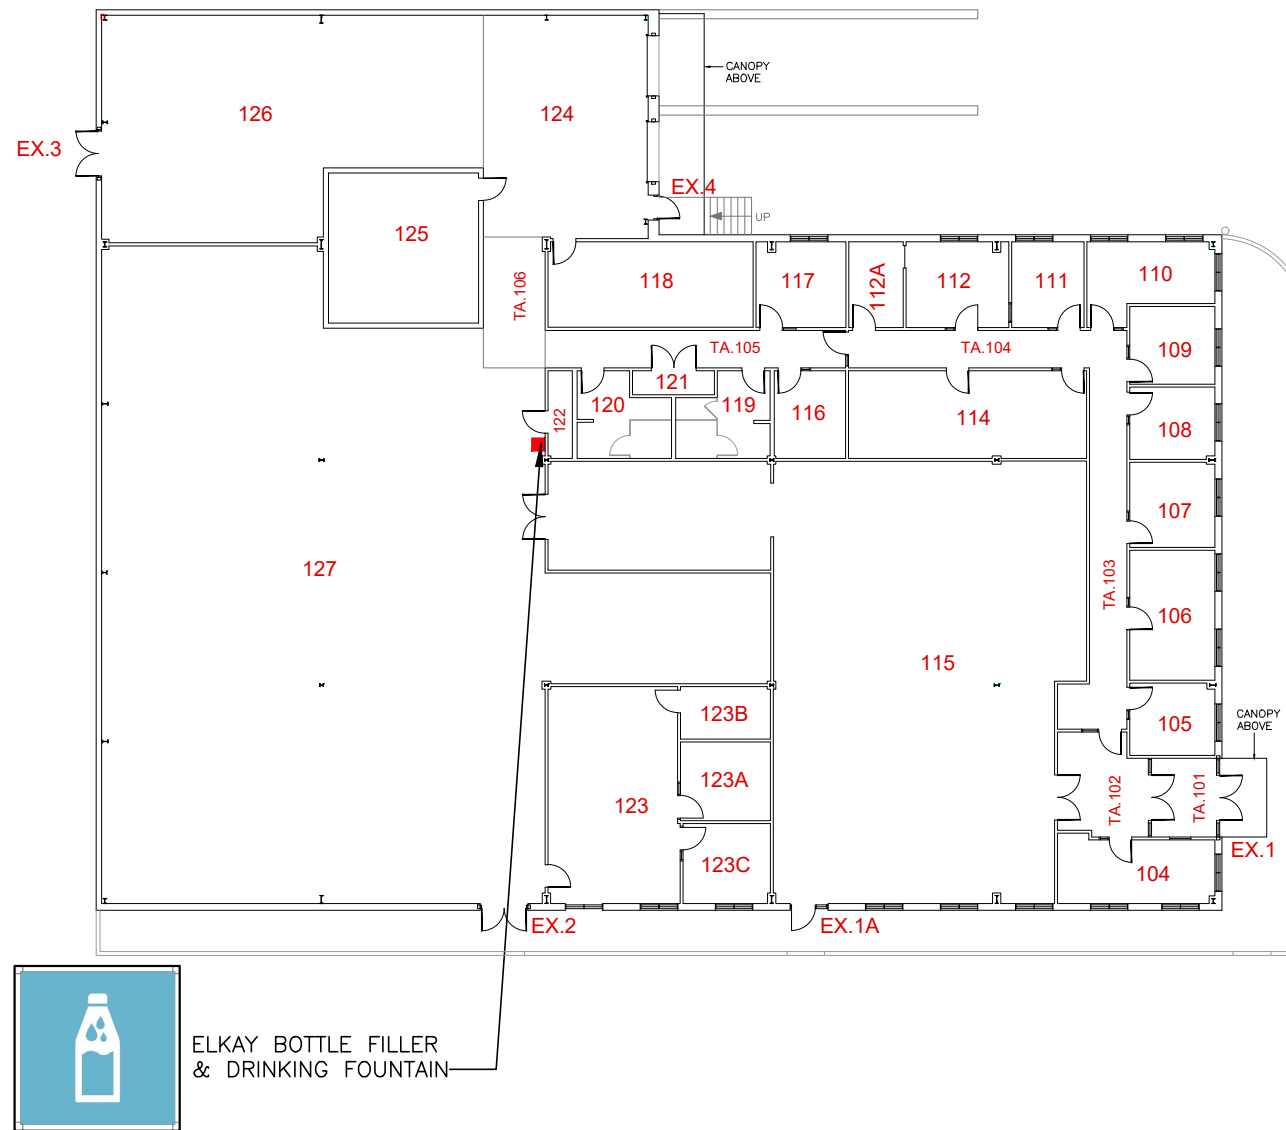 CANOPY
ABOVE
126
124
EX.3
EX.4
UP
125
TA.106
118
117
112A
112
111
110
TA.105
TA.104
109
121
122
120
119
116
114
108
107
127
TA.103
106
115
123B
105
CANOPY
ABOVE
123A
123
TA.102
TA.101
123C
104
EX.1
EX.2
EX.1A
ELKAY BOTTLE FILLER
& DRINKING FOUNTAIN